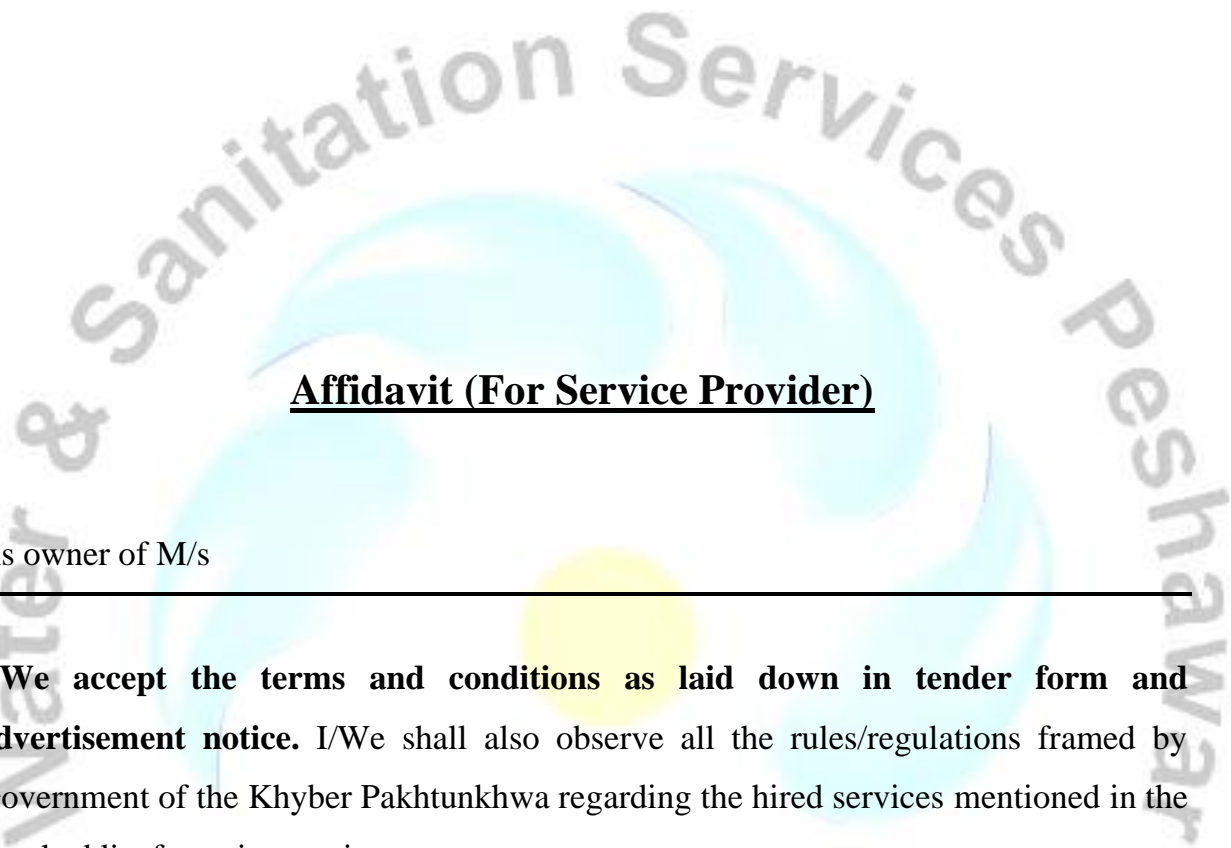 Water & Sanitation Services Peshawar
Affidavit (For Service Provider)
s owner of M/s
We accept the terms and conditions as laid down in tender form and
dvertisement notice. I/We shall also observe all the rules/regulations framed by
overnment of the Khyber Pakhtunkhwa regarding the hired services mentioned in the